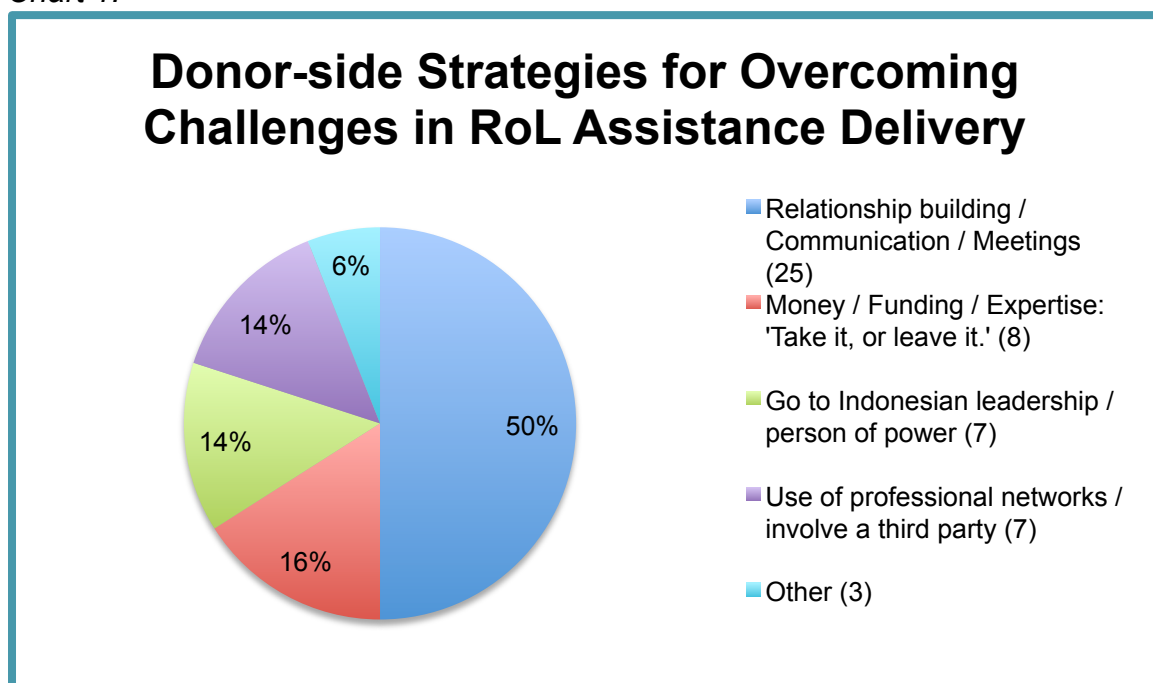 Donor-side Strategies for Overcoming
Challenges in RoL Assistance Delivery
Relationship building /
Communication / Meetings
(25)
Money / Funding / Expertise:
'Take it, or leave it.' (8)
Go to Indonesian leadership /
person of power (7)
Use of professional networks /
involve a third party (7)
Other (3)
6%
14%
14%
16%
50%